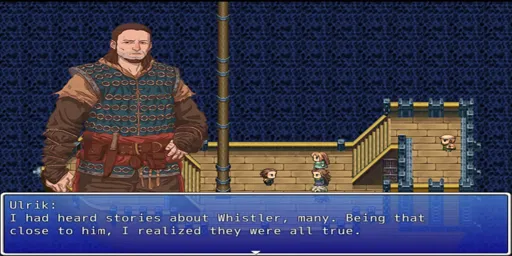 Ulrik:
I had heard stories about Whistler, many. Being that
close to him, I realized they were all true.